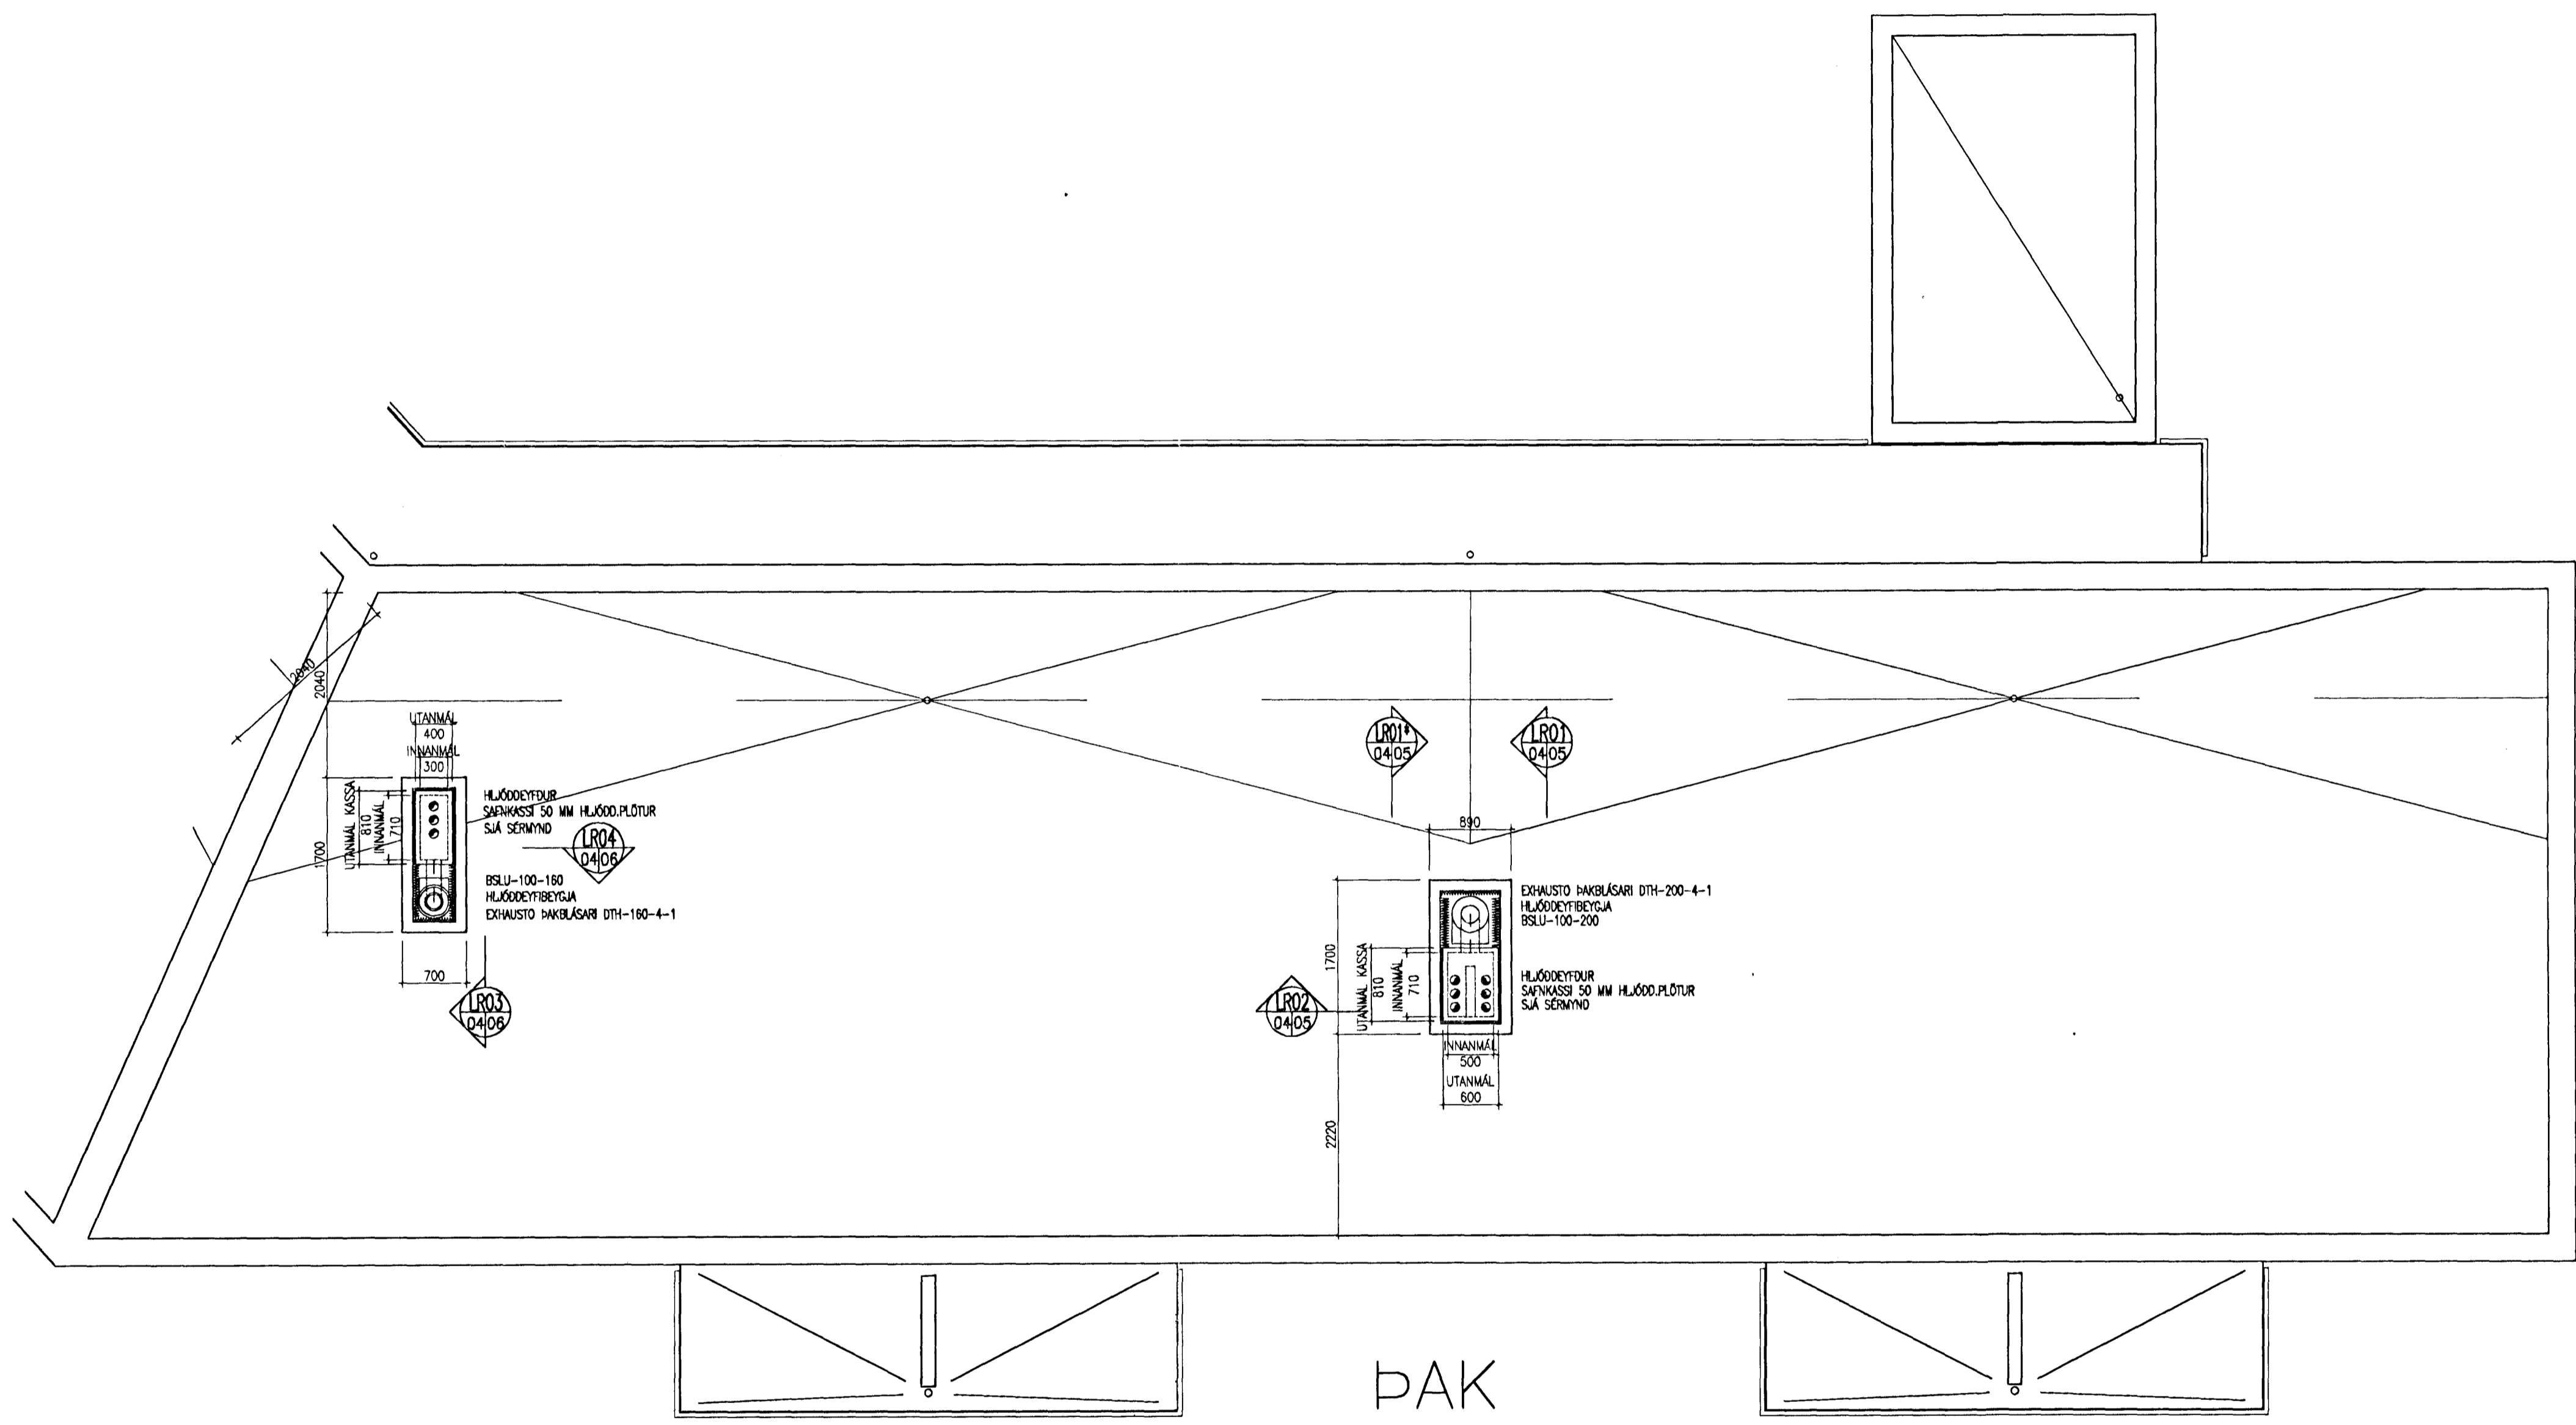 2040
2040
UTANMÁL
400
INNANMÁL
300
UTANMÁL KASSA
810
INNANMÁL
710
1700
700
HLJÓÐDEYFÐUR
SAFNKASSI 50 MM HLJÓÐD.PLÖTUR
SJÁ SÉRMYND
LR04
04 06
BSLU-100-160
HLJÓÐDEYFIBEYGJA
EXHAUSTO ÞAKBLÁSARI DTH-160-4-1
LR03
04 06
LR01*
04 05
LR01
04 05
890
EXHAUSTO ÞAKBLÁSARI DTH-200-4-1
HLJÓÐDEYFIBEYGJA
BSLU-100-200
1700
UTANMÁL KASSA
810
INNANMÁL
710
LR02
04 05
HLJÓÐDEYFÐUR
SAFNKASSI 50 MM HLJÓÐD.PLÖTUR
SJÁ SÉRMYND
INNANMÁL
500
UTANMÁL
600
2220
ÞAK